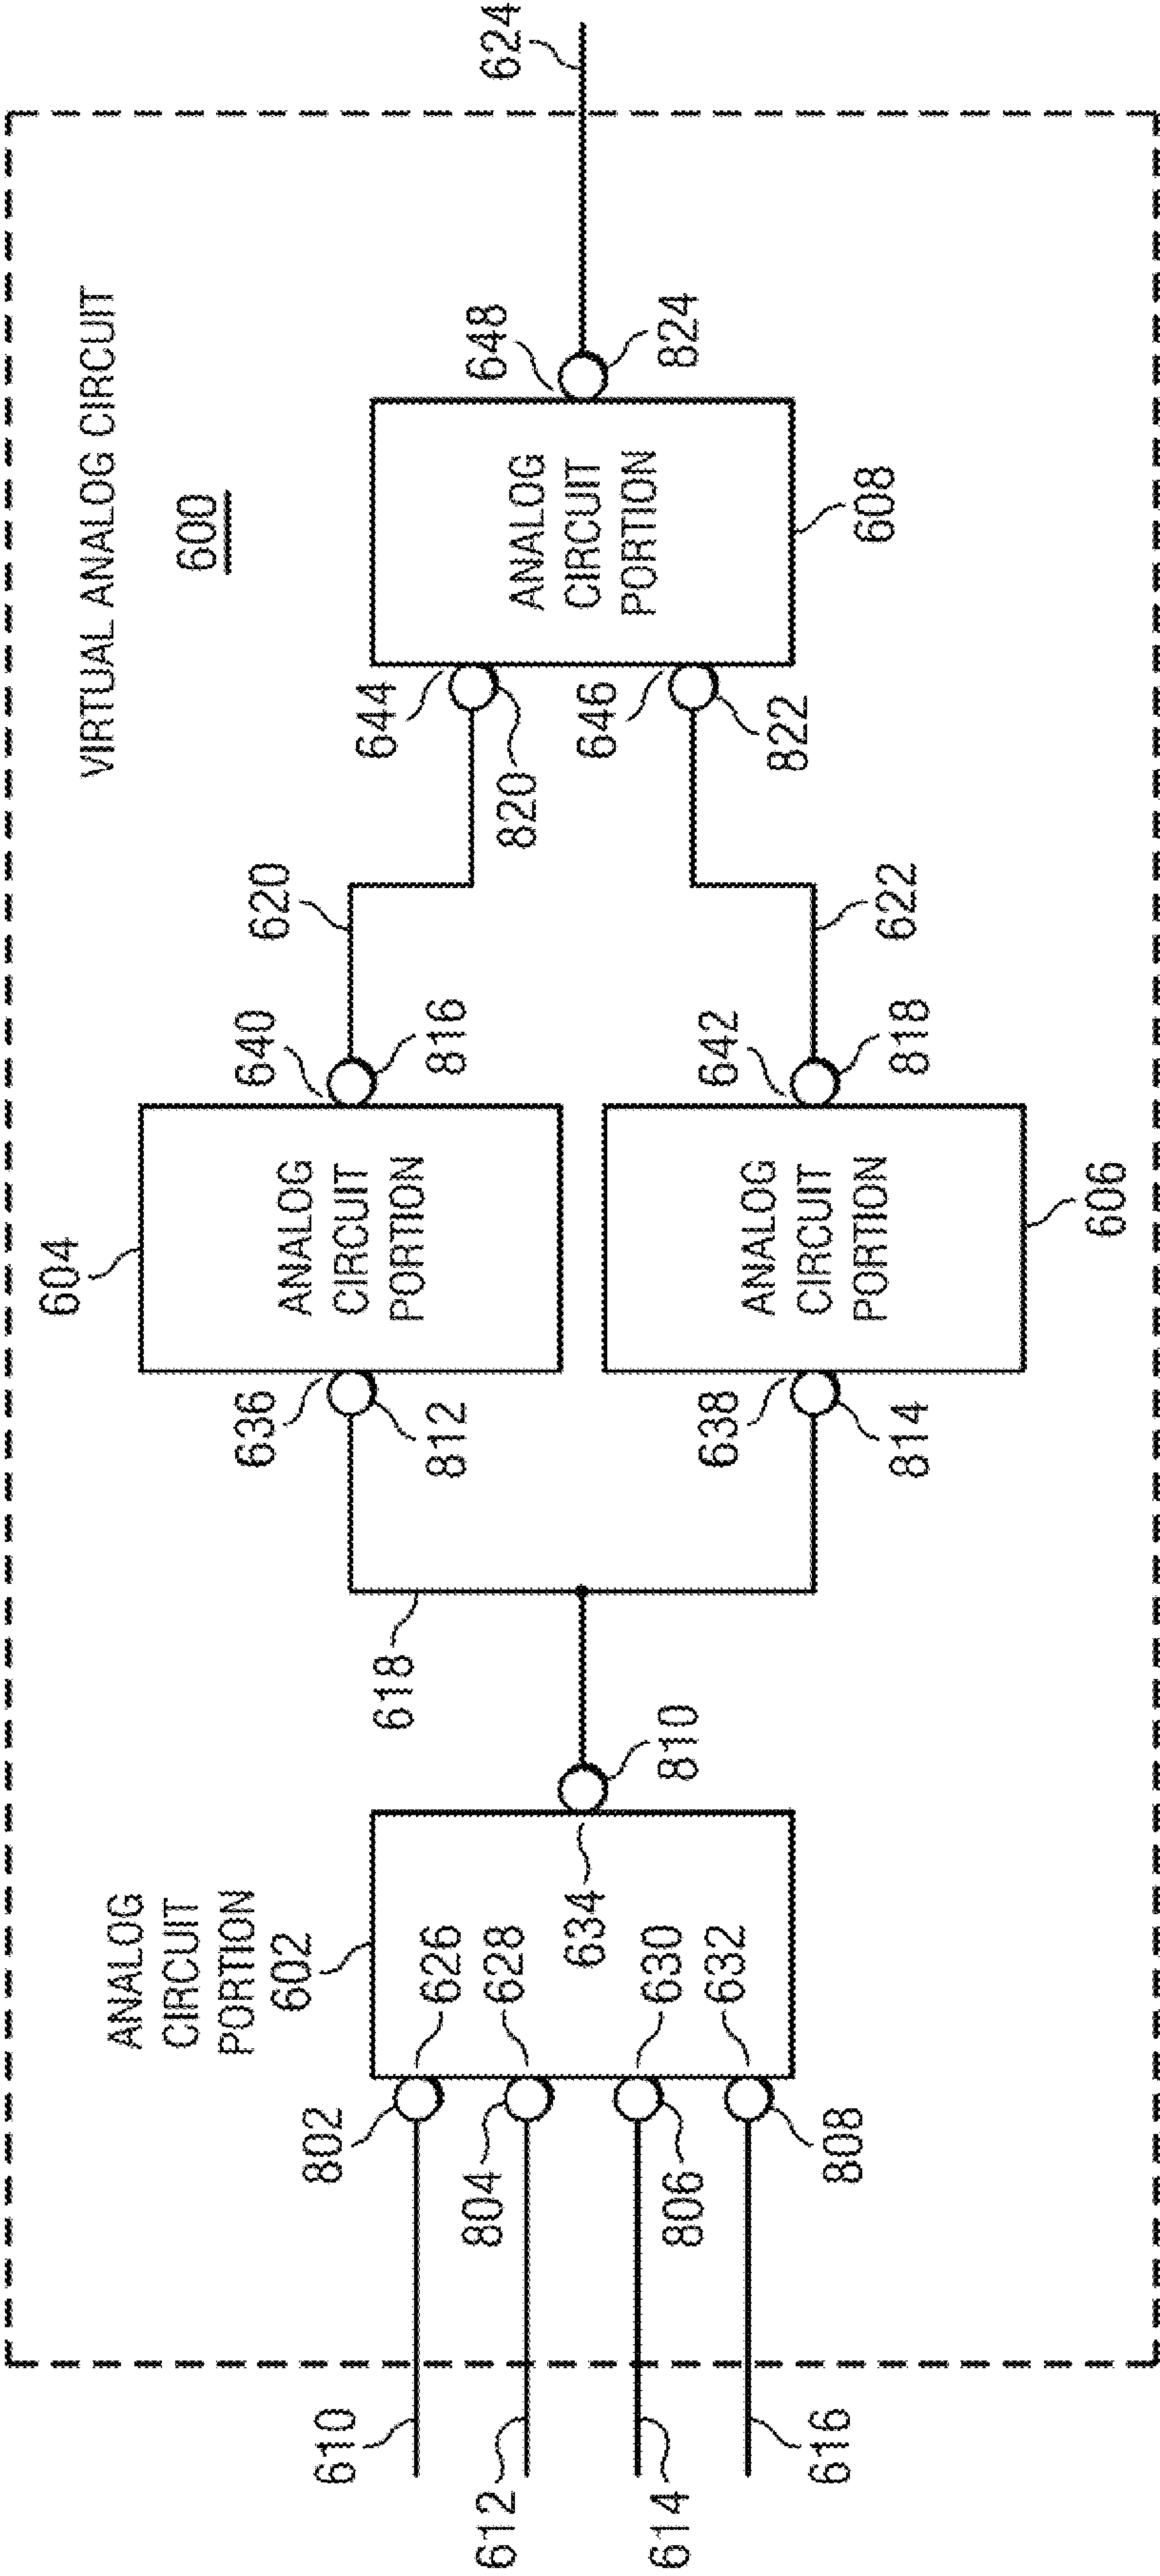 VIRTUAL ANALOG CIRCUIT
600
ANALOG
CIRCUIT
PORTION
602
604
636
640
812
816
ANALOG
CIRCUIT
PORTION
620
644
648
624
802
626
804
628
634
630
632
806
808
810
618
820
ANALOG
CIRCUIT
PORTION
646
824
822
608
610
612
614
616
638
642
814
818
ANALOG
CIRCUIT
PORTION
622
606